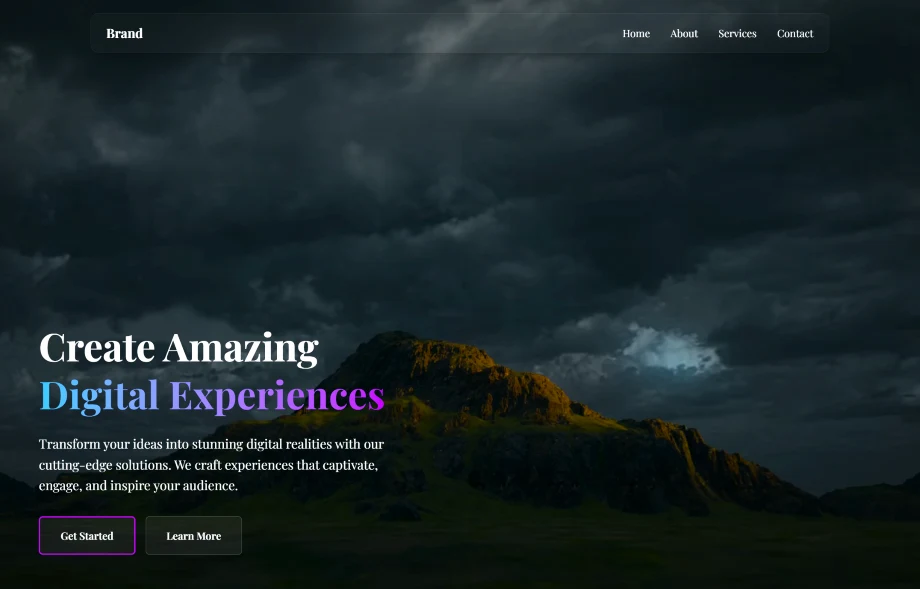 Brand
Home About Services Contact
Create Amazing
Digital Experiences
Transform your ideas into stunning digital realities with our
cutting-edge solutions. We craft experiences that captivate,
engage, and inspire your audience.
Get Started Learn More